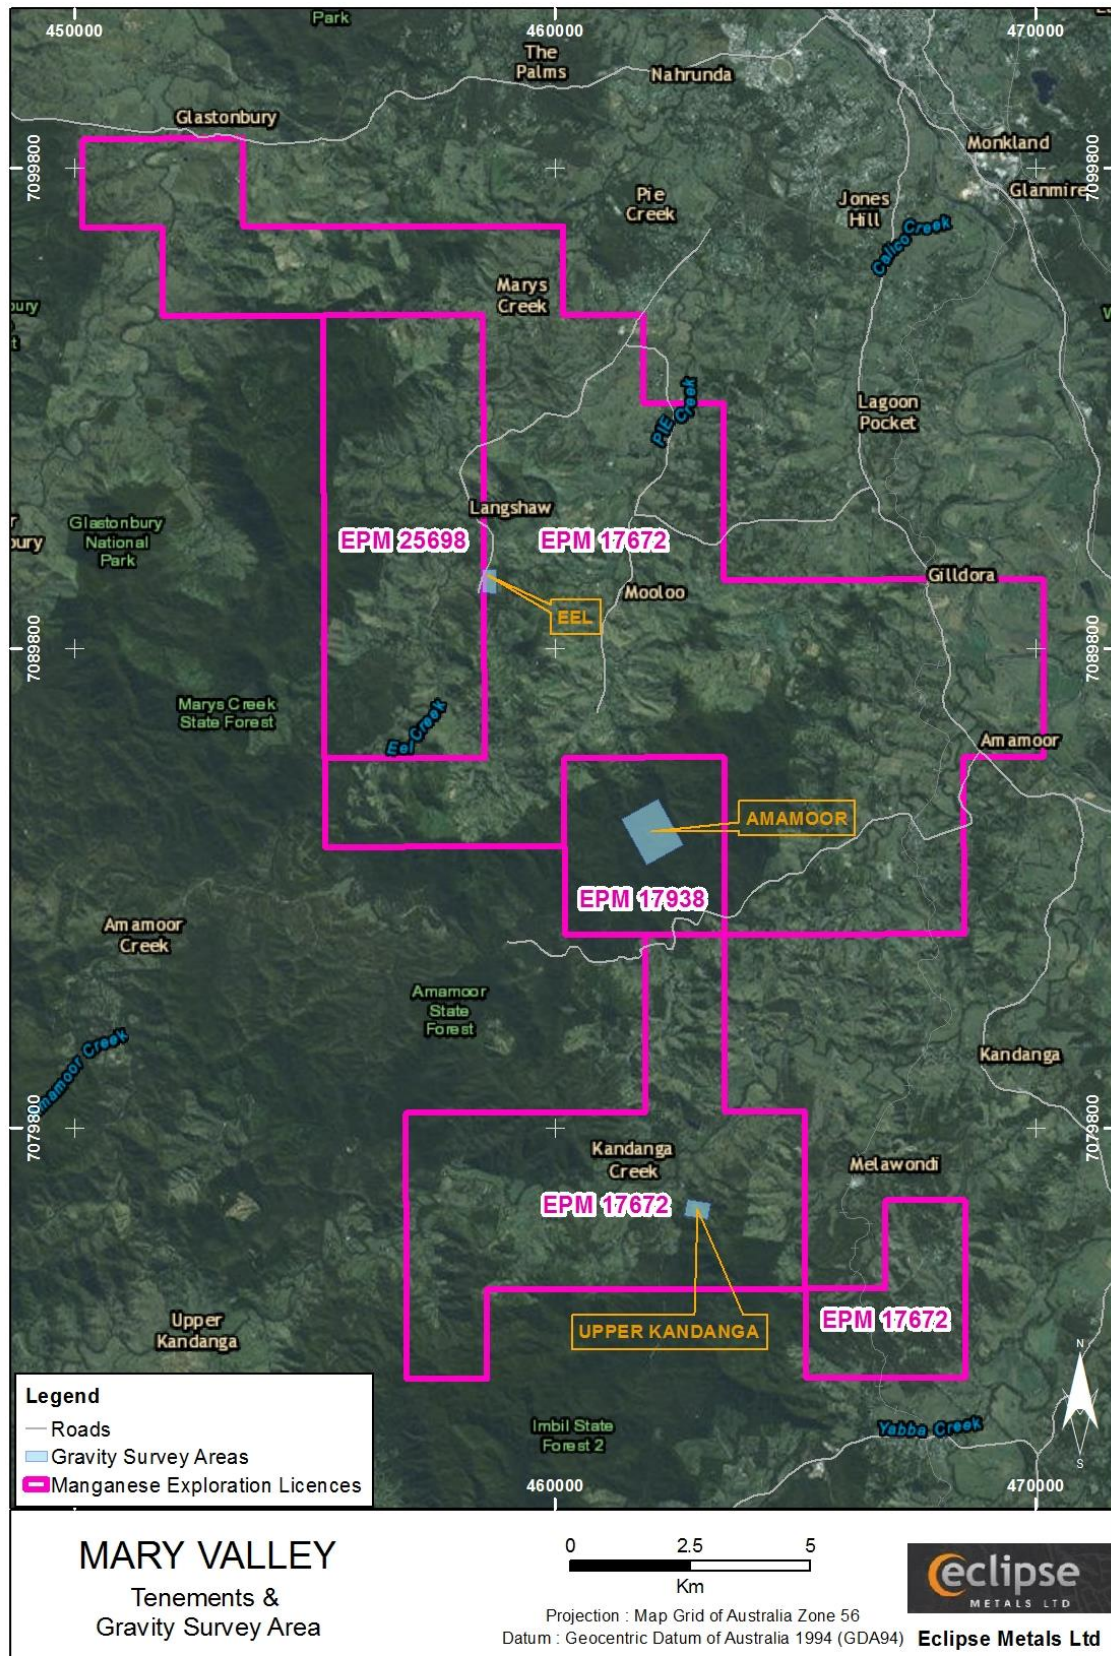 450000
Park
460000
470000
The
Palms
Nahrunda
Glastonbury
Monkland
7099800
7099800
Glanmire
Pie
Creek
Jones
Hill
Calico Creek
Marys
Creek
PIE Creek
Lagoon
Pocket
Langshaw
Glastonbury
National
Park
EPM 25698
EPM 17672
Gilldora
Mooloo
EEL
7089800
7089800
Marys Creek
State Forest
Eel Creek
Amamoor
AMAMOOR
EPM 17938
Amamoor
Creek
Amamoor
State
Forest
Kandanga
7079800
7079800
Kandanga
Creek
Melawondi
EPM 17672
UPPER KANDANGA
EPM 17672
Upper
Kandanga
N
S
Imbil State
Forest 2
Yabba Creek
Legend
Roads
Gravity Survey Areas
Manganese Exploration Licences
460000
470000
MARY VALLEY
Tenements &
Gravity Survey Area
0 2.5 5
Km
Projection : Map Grid of Australia Zone 56
Datum : Geocentric Datum of Australia 1994 (GDA94)
eclipse
METALS LTD
Eclipse Metals Ltd